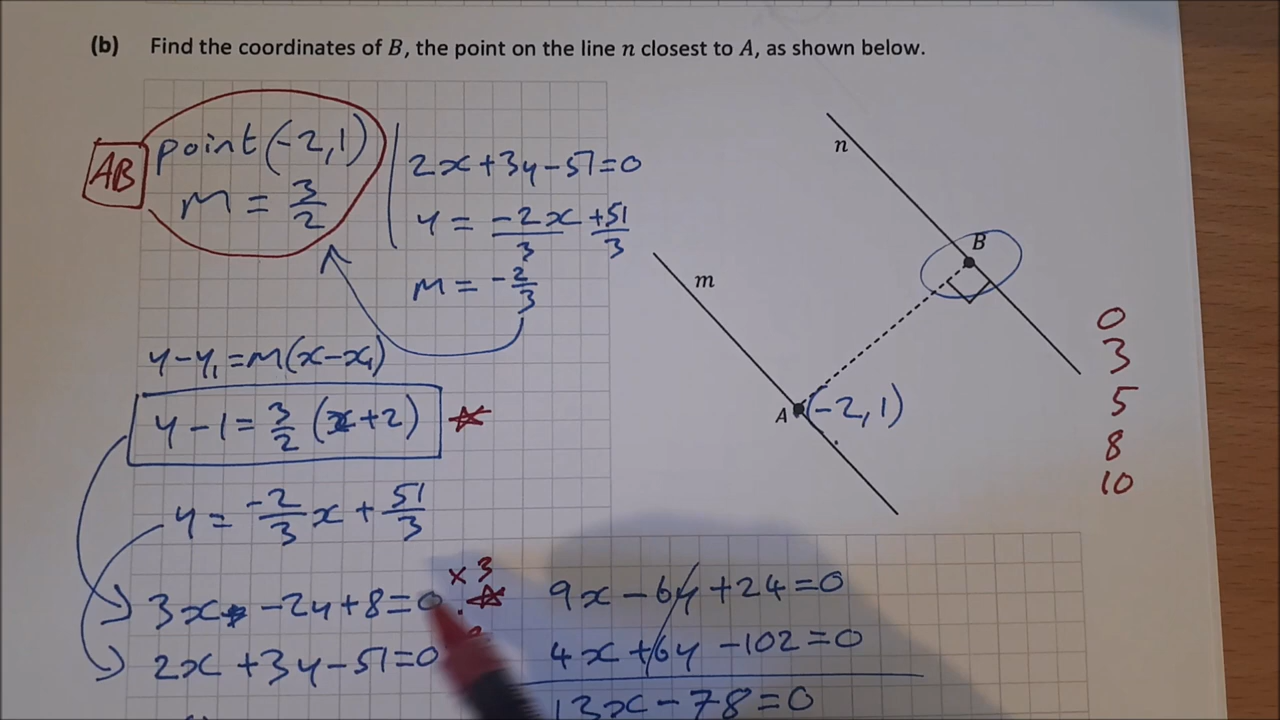 (b) Find the coordinates of B, the point on the line n closest to A, as shown below.
AB
point (-2,1)
m = 3/2
2x+3y-51=0
y = -2x/3 +51/3
m = -2/3
y-y₁=m(x-x₁)
y-1=3/2(x+2)
y = -2/3x + 51/3
3x -2y+8=0
×3
2x +3y-51=0
9x -6y +24=0
4x +6y -102=0
13x -78=0
n
B
m
A
(-2,1)
0
3
5
8
10